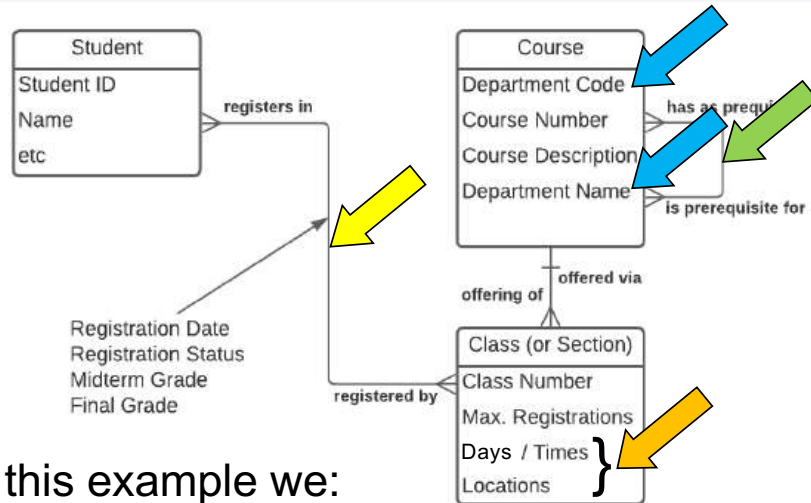 Student
Student ID
Name
etc
registers in
Course
Department Code
Course Number
Course Description
Department Name
has as
is prerequisite for
offered via
offering of
Registration Date
Registration Status
Midterm Grade
Final Grade
registered by
Class (or Section)
Class Number
Max. Registrations
Days / Times
Locations
}
this example we: